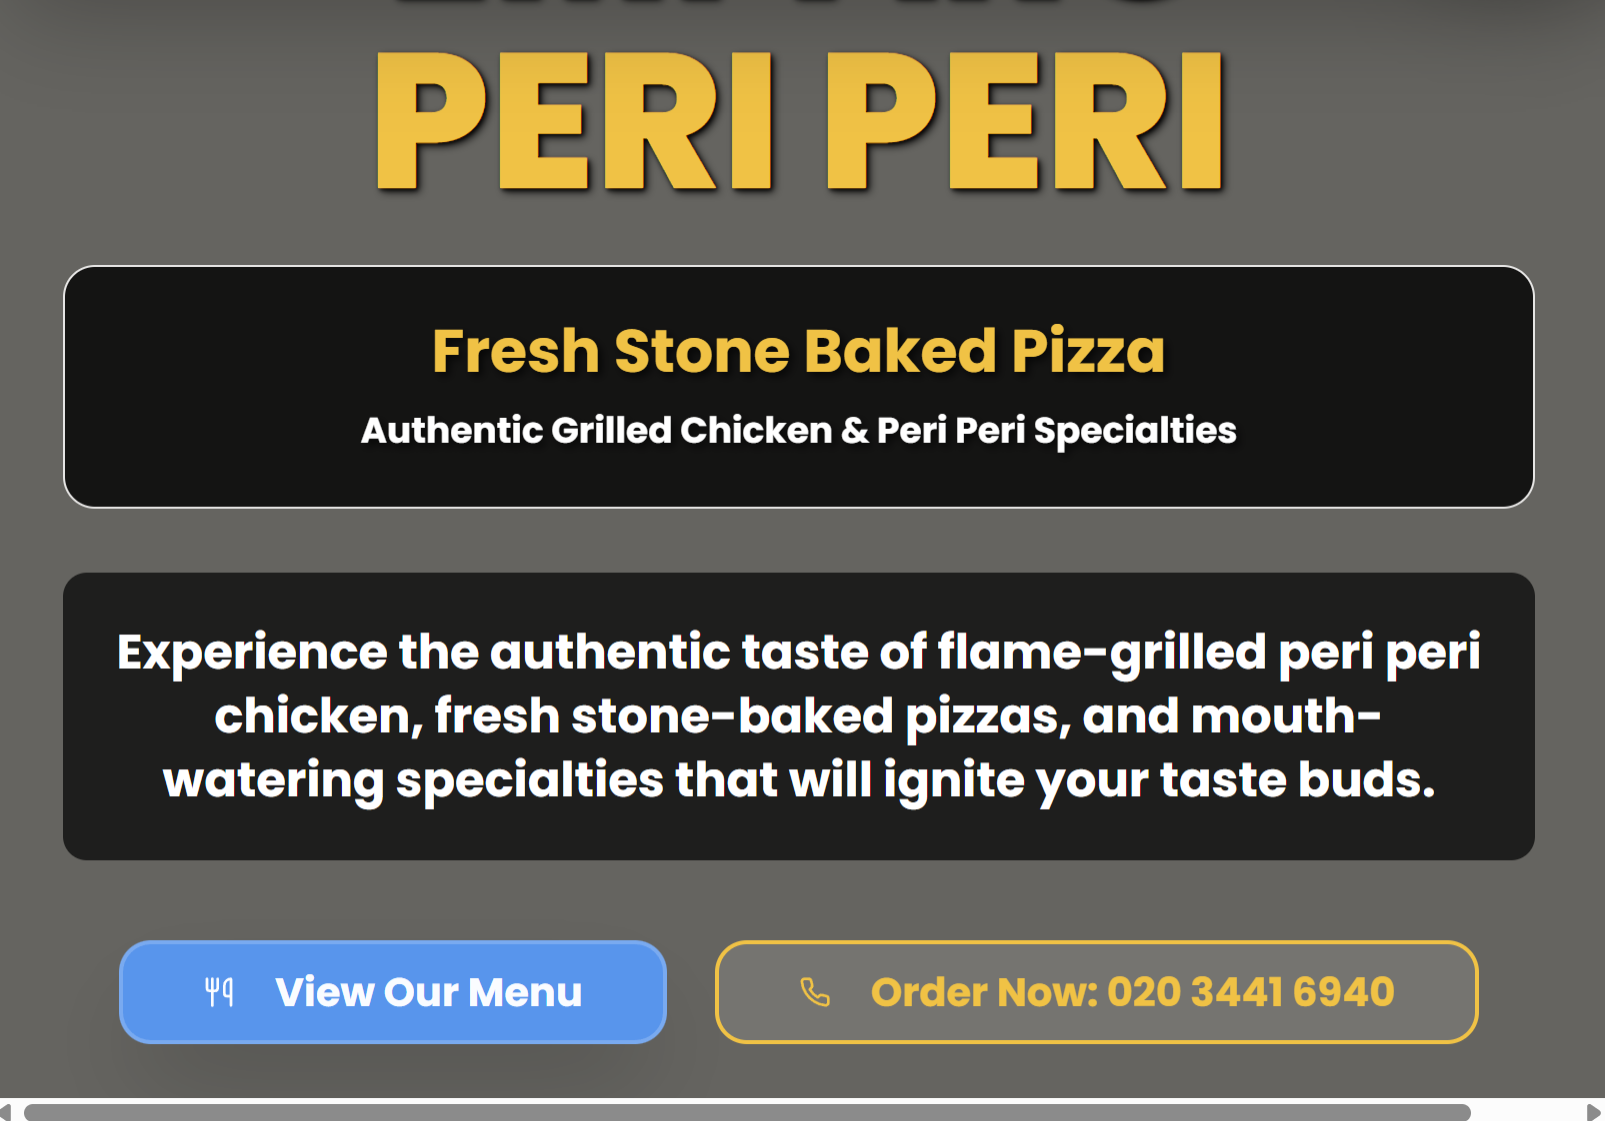 PERI PERI
Fresh Stone Baked Pizza
Authentic Grilled Chicken & Peri Peri Specialties
Experience the authentic taste of flame-grilled peri peri
chicken, fresh stone-baked pizzas, and mouth-
watering specialties that will ignite your taste buds.
View Our Menu
Order Now: 020 3441 6940